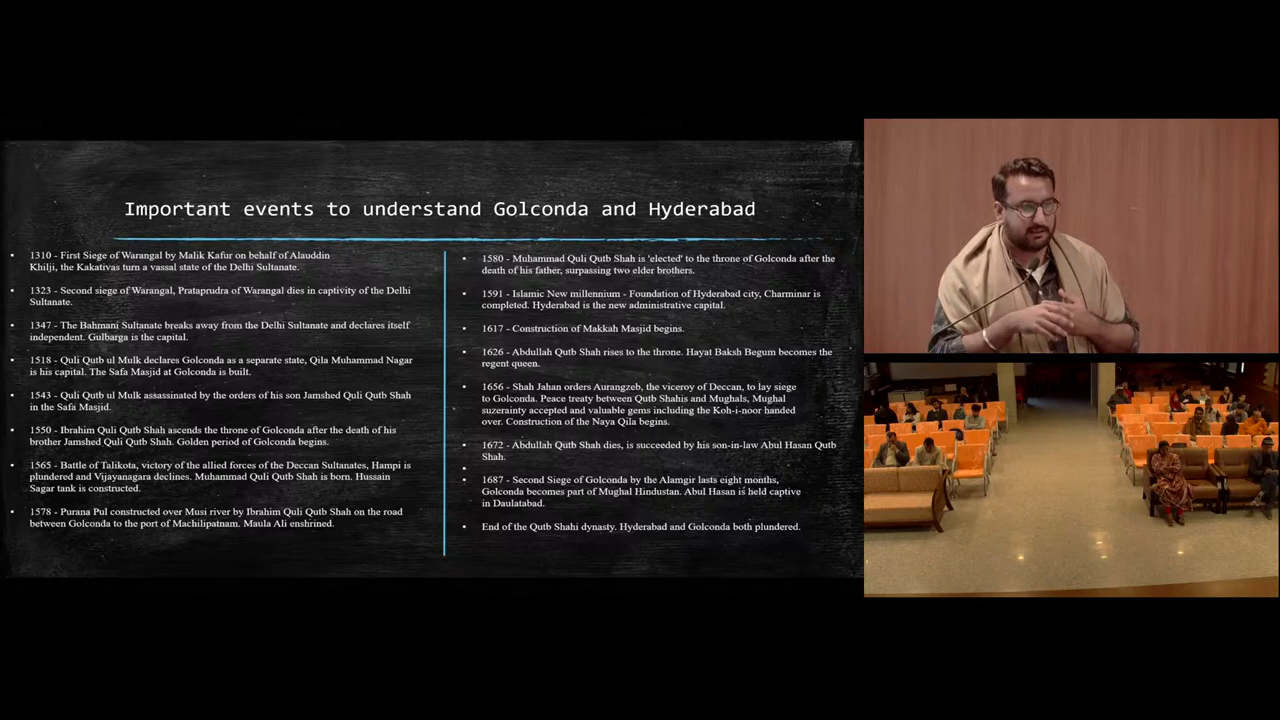 Important events to understand Golconda and Hyderabad
1310 - First Siege of Warangal by Malik Kafur on behalf of Alauddin
Khilji, the Kakativas turn a vassal state of the Delhi Sultanate.
1323 - Second siege of Warangal, Prataprudra of Warangal dies in captivity of the Delhi
Sultanate.
1347 - The Bahmani Sultanate breaks away from the Delhi Sultanate and declares itself
independent. Gulbarga is the capital.
1518 - Quli Qutb ul Mulk declares Golconda as a separate state, Qila Muhammad Nagar
is his capital. The Safa Masjid at Golconda is built.
1543 - Quli Qutb ul Mulk assassinated by the orders of his son Jamshed Quli Qutb Shah
in the Safa Masjid.
1550 - Ibrahim Quli Qutb Shah ascends the throne of Golconda after the death of his
brother Jamshed Quli Qutb Shah. Golden period of Golconda begins.
1565 - Battle of Talikota, victory of the allied forces of the Deccan Sultanates, Hampi is
plundered and Vijayanagara declines. Muhammad Quli Qutb Shah is born. Hussain
Sagar tank is constructed.
1578 - Purana Pul constructed over Musi river by Ibrahim Quli Qutb Shah on the road
between Golconda to the port of Machilipatnam. Maula Ali enshrined.
1580 - Muhammad Quli Qutb Shah is 'elected' to the throne of Golconda after the
death of his father, surpassing two elder brothers.
1591 - Islamic New millennium - Foundation of Hyderabad city, Charminar is
completed. Hyderabad is the new administrative capital.
1617 - Construction of Makkah Masjid begins.
1626 - Abdullah Qutb Shah rises to the throne. Hayat Baksh Begum becomes the
regent queen.
1656 - Shah Jahan orders Aurangzeb, the viceroy of Deccan, to lay siege
to Golconda. Peace treaty between Qutb Shahis and Mughals, Mughal
suzerainty accepted and valuable gems including the Koh-i-noor handed
over. Construction of the Naya Qila begins.
1672 - Abdullah Qutb Shah dies, is succeeded by his son-in-law Abul Hasan Qutb
Shah.
1687 - Second Siege of Golconda by the Alamgir lasts eight months,
Golconda becomes part of Mughal Hindustan. Abul Hasan is held captive
in Daulatabad.
End of the Qutb Shahi dynasty. Hyderabad and Golconda both plundered.